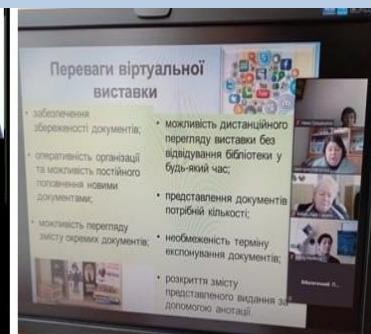 Переваги віртуальної
виставки
• забезпечення
збереженості документів;
• оперативність організації
та можливість постійного
поповнення новими
документами;
• можливість перегляду
змісту окремих документів;
• можливість дистанційного
перегляду виставки без
відвідування бібліотеки у
будь-який час;
• представлення документів
потрібній кількості;
• необмеженість терміну
експонування документів;
• розкриття змісту
представленого видання за
допомогою анотації.